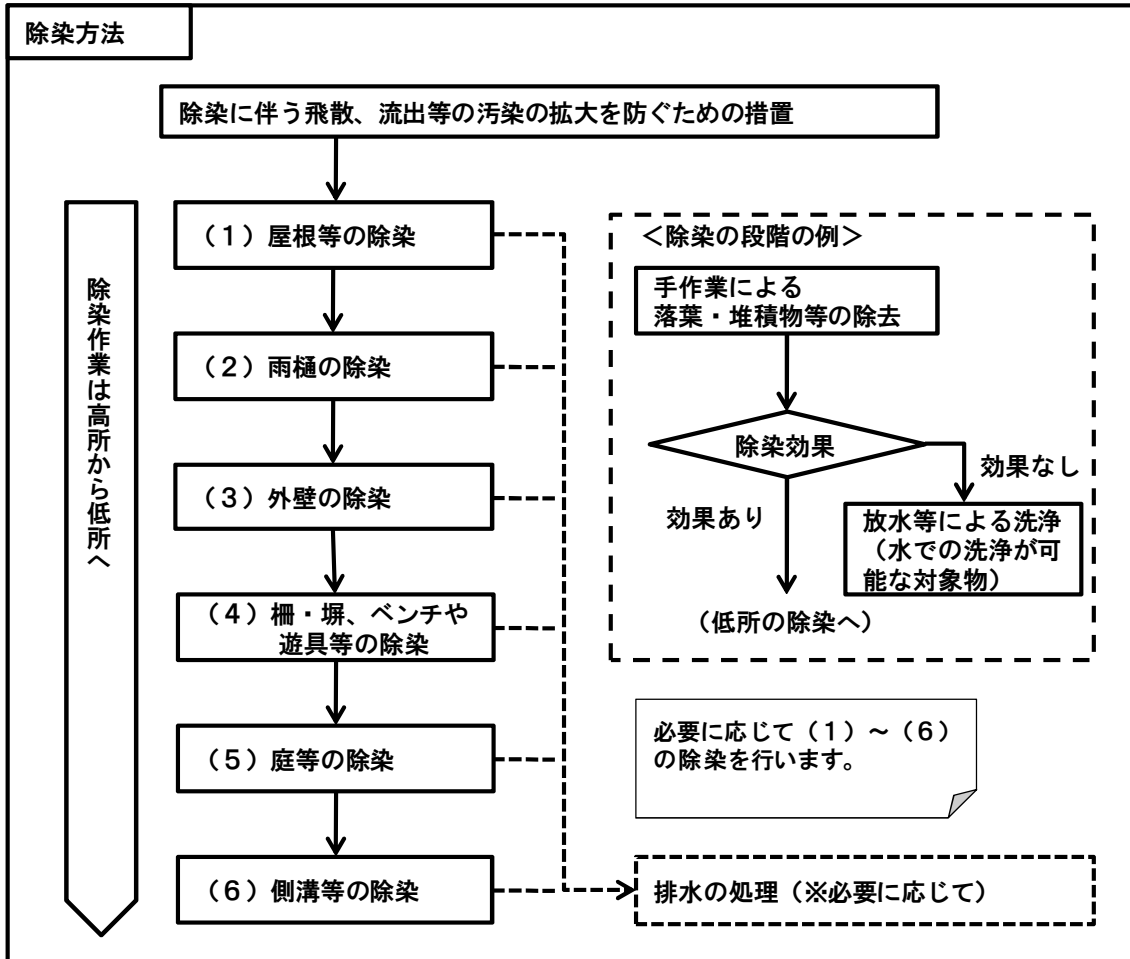 除染方法
除染に伴う飛散、流出等の汚染の拡大を防ぐための措置
除染作業は高所から低所へ
（１）屋根等の除染
（２）雨樋の除染
（３）外壁の除染
（４）柵・塀、ベンチや
遊具等の除染
（５）庭等の除染
（６）側溝等の除染
＜除染の段階の例＞
手作業による
落葉・堆積物等の除去
除染効果
効果なし
効果あり
放水等による洗浄
（水での洗浄が可
能な対象物）
（低所の除染へ）
必要に応じて（１）～（６）
の除染を行います。
排水の処理（※必要に応じて）